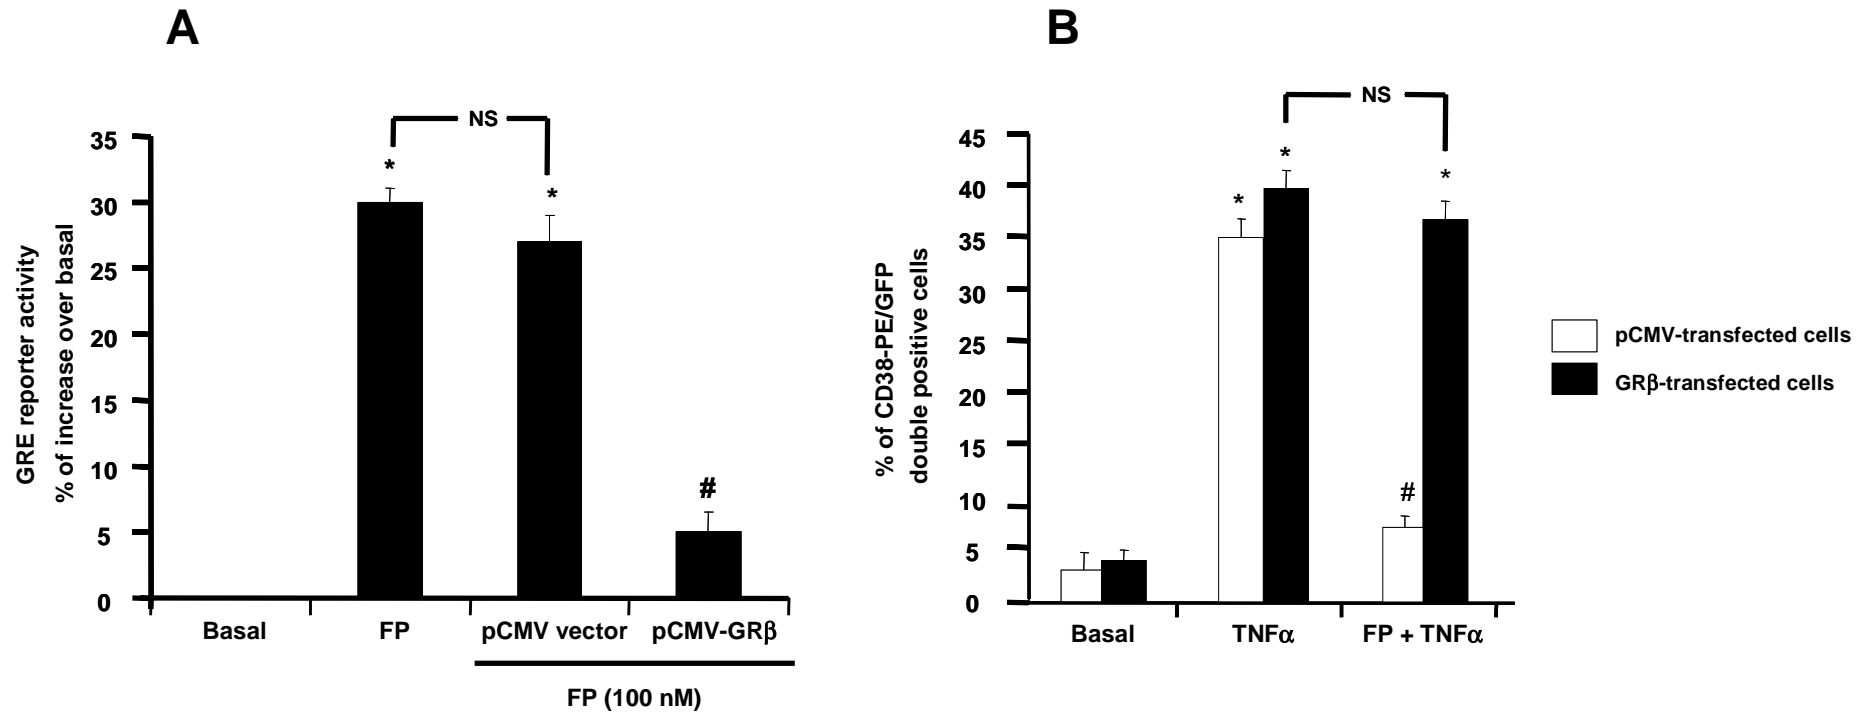 A
NS
*
*
#
35
30
25
20
15
10
5
0
GRE reporter activity
% of increase over basal
Basal
FP
pCMV vector
pCMV-GRβ
FP (100 nM)
B
NS
*
*
*
#
45
40
35
30
25
20
15
10
5
0
% of CD38-PE/GFP
double positive cells
Basal
TNFα
FP + TNFα
pCMV-transfected cells
GRβ-transfected cells